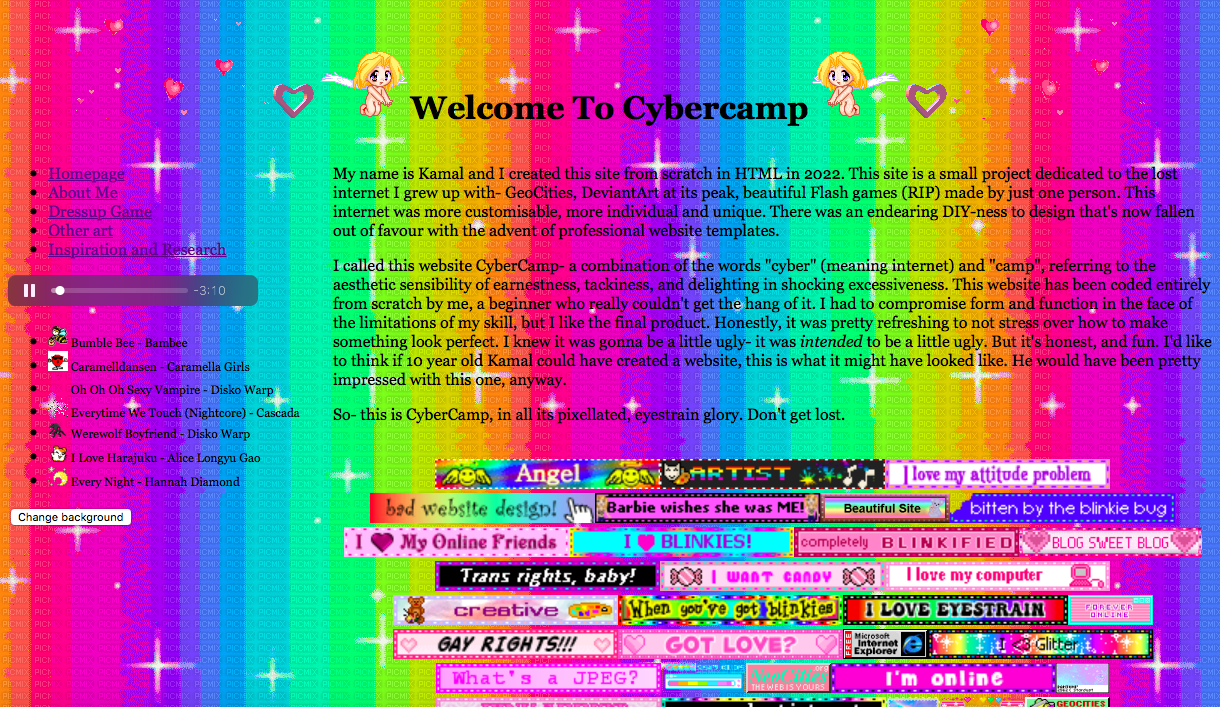 Welcome To Cybercamp
Homepage
About Me
Dressup Game
Other art
Inspiration and Research
-3:10
Bumble Bee - Bambee
Caramelldansen - Caramella Girls
Oh Oh Oh Sexy Vampire - Disko Warp
Everytime We Touch (Nightcore) - Cascada
Werewolf Boyfriend - Disko Warp
I Love Harajuku - Alice Longyu Gao
Every Night - Hannah Diamond
Change background
My name is Kamal and I created this site from scratch in HTML in 2022. This site is a small project dedicated to the lost
internet I grew up with- GeoCities, DeviantArt at its peak, beautiful Flash games (RIP) made by just one person. This
internet was more customisable, more individual and unique. There was an endearing DIY-ness to design that's now fallen
out of favour with the advent of professional website templates.
I called this website CyberCamp- a combination of the words "cyber" (meaning internet) and "camp", referring to the
aesthetic sensibility of earnestness, tackiness, and delighting in shocking excessiveness. This website has been coded entirely
from scratch by me, a beginner who really couldn't get the hang of it. I had to compromise form and function in the face of
the limitations of my skill, but I like the final product. Honestly, it was pretty refreshing to not stress over how to make
something look perfect. I knew it was gonna be a little ugly- it was intended to be a little ugly. But it's honest, and fun. I'd like
to think if 10 year old Kamal could have created a website, this is what it might have looked like. He would have been pretty
impressed with this one, anyway.
So- this is CyberCamp, in all its pixellated, eyestrain glory. Don't get lost.
Angel
ARTIST
I love my attitude problem
bad website design!
Barbie wishes she was ME!
Beautiful Site
bitten by the blinkie bug
I My Online Friends
I BLINKIES!
completely BLINKIFIED
BLOG SWEET BLOG
Trans rights, baby!
I WANT CANDY
I love my computer
creative
When you've got blinkies
I LOVE EYESTRAIN
FOREVER
ONLINE
GAY RIGHTS!!!
GOT LOVE?
FREE
Microsoft
Internet
Explorer
I <3 Glitter
What's a JPEG?
NeoCities.org
THE WEB IS YOURS
I'm online
GEOCITIES